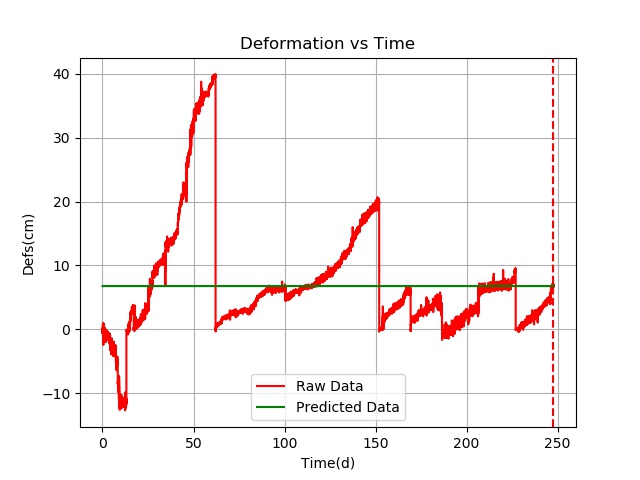 Deformation vs Time
40
30
20
10
0
−10
Defs(cm)
Raw Data
Predicted Data
0 50 100 150 200 250
Time(d)